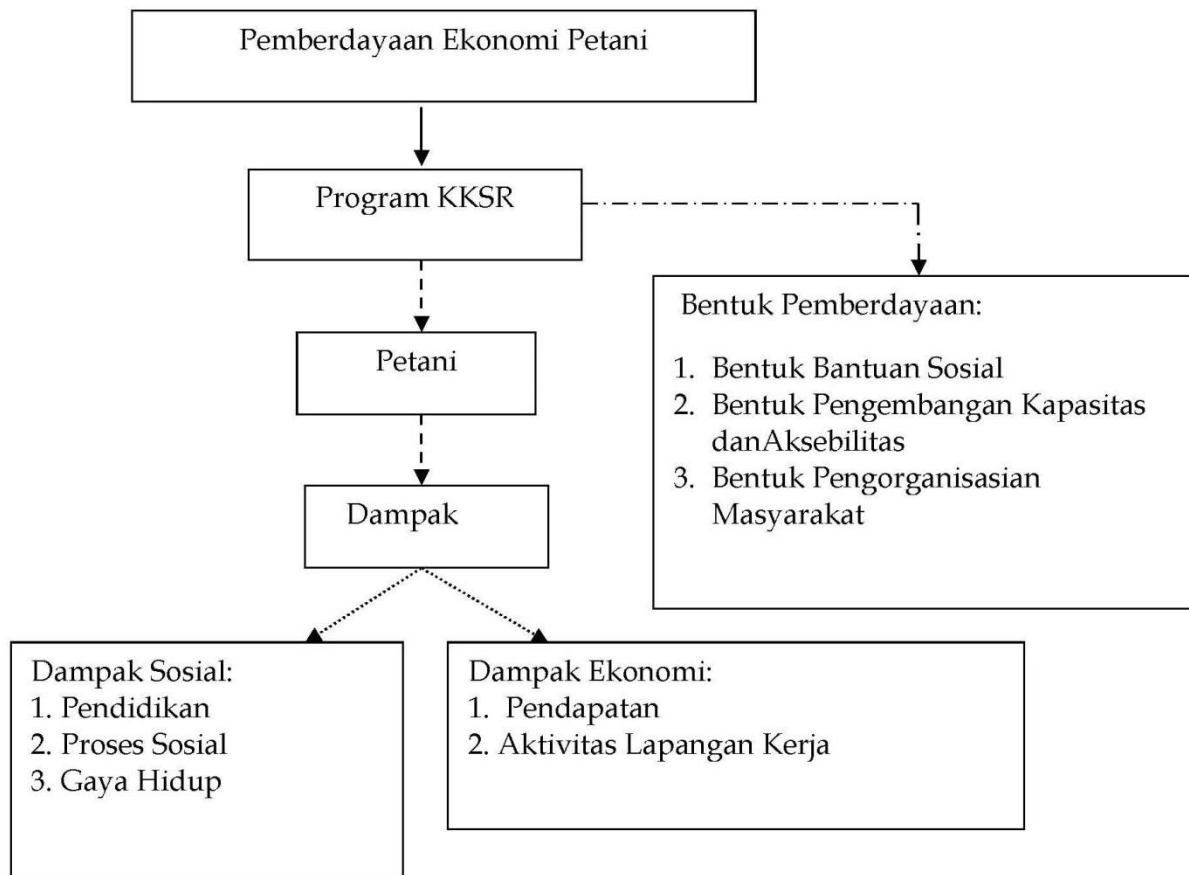 Pemberdayaan Ekonomi Petani
Program KKSR
Petani
Dampak
Bentuk Pemberdayaan:
1. Bentuk Bantuan Sosial
2. Bentuk Pengembangan Kapasitas
danAksebilitas
3. Bentuk Pengorganisasian
Masyarakat
Dampak Sosial:
1. Pendidikan
2. Proses Sosial
3. Gaya Hidup
Dampak Ekonomi:
1. Pendapatan
2. Aktivitas Lapangan Kerja